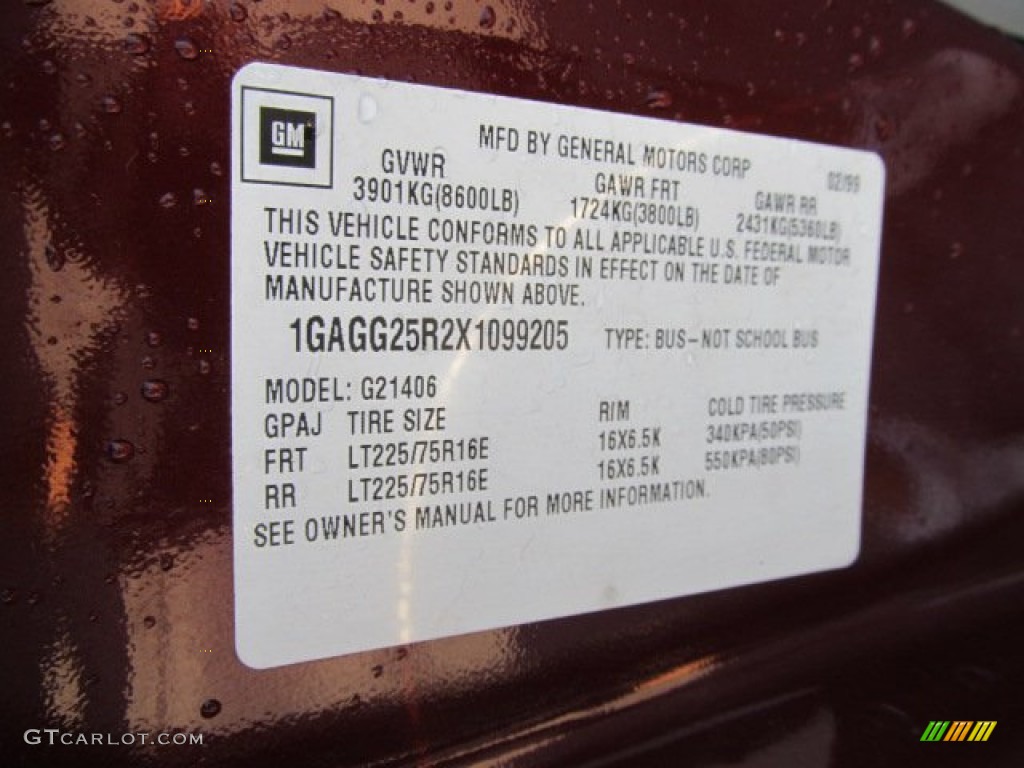 GM
MFD BY GENERAL MOTORS CORP 02/99
GVWR GAWR FRT GAWR RR
3901KG(8600LB) 1724KG(3800LB) 2431KG(5360LB)
THIS VEHICLE CONFORMS TO ALL APPLICABLE U.S. FEDERAL MOTOR
VEHICLE SAFETY STANDARDS IN EFFECT ON THE DATE OF
MANUFACTURE SHOWN ABOVE.
1GAGG25R2X1099205 TYPE: BUS-NOT SCHOOL BUS
MODEL: G21406
GPAJ TIRE SIZE RIM COLD TIRE PRESSURE
FRT LT225/75R16E 16X6.5K 340KPA(50PSI)
RR LT225/75R16E 16X6.5K 550KPA(80PSI)
SEE OWNER'S MANUAL FOR MORE INFORMATION.
GTCARLOT.COM